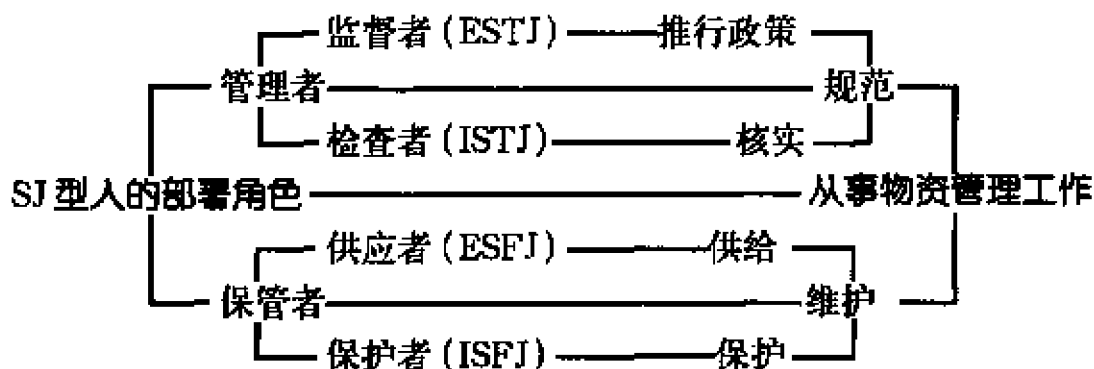 监督者(ESTJ) 推行政策
管理者 规范
检查者(ISTJ) 核实
SJ型人的部署角色 从事物资管理工作
供应者(ESFJ) 供给
保管者 维护
保护者(ISFJ) 保护